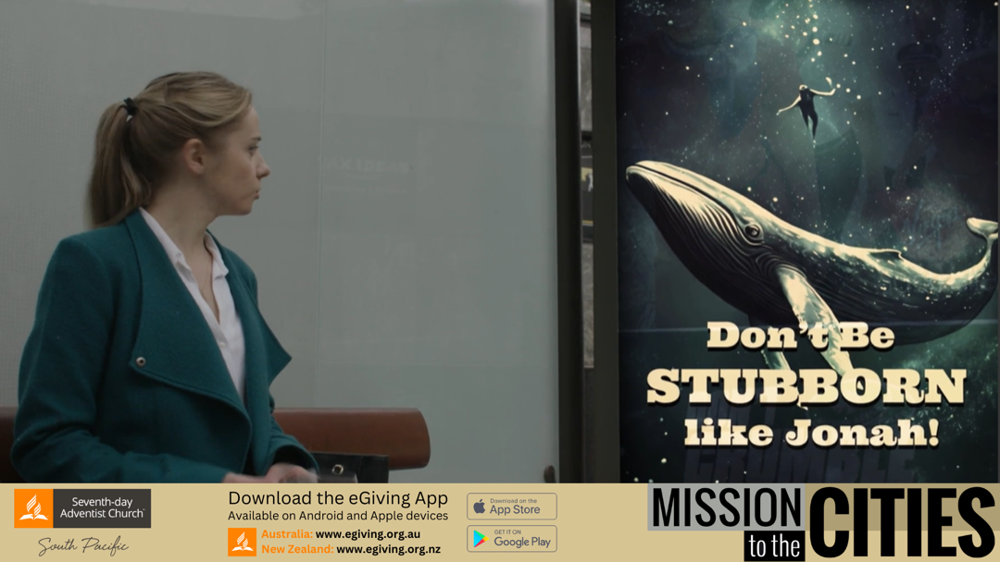 Don't Be
STUBBORN
like Jonah!
Seventh-day
Adventist Church
South Pacific
Download the eGiving App
Available on Android and Apple devices
Australia: www.egiving.org.au
New Zealand: www.egiving.org.nz
Download on the
App Store
GET IT ON
Google Play
MISSION
to the
CITIES